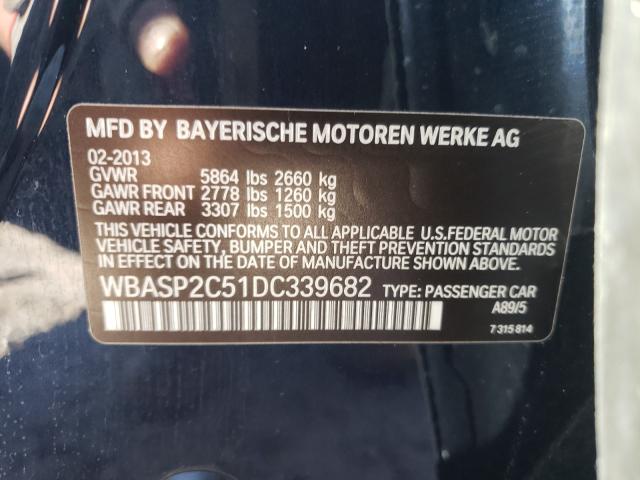 MFD BY BAYERISCHE MOTOREN WERKE AG
02-2013
GVWR 5864 lbs 2660 kg
GAWR FRONT 2778 lbs 1260 kg
GAWR REAR 3307 lbs 1500 kg
THIS VEHICLE CONFORMS TO ALL APPLICABLE U.S.FEDERAL MOTOR
VEHICLE SAFETY, BUMPER AND THEFT PREVENTION STANDARDS
IN EFFECT ON THE DATE OF MANUFACTURE SHOWN ABOVE.
WBASP2C51DC339682 TYPE: PASSENGER CAR
A89/5
7 315 814